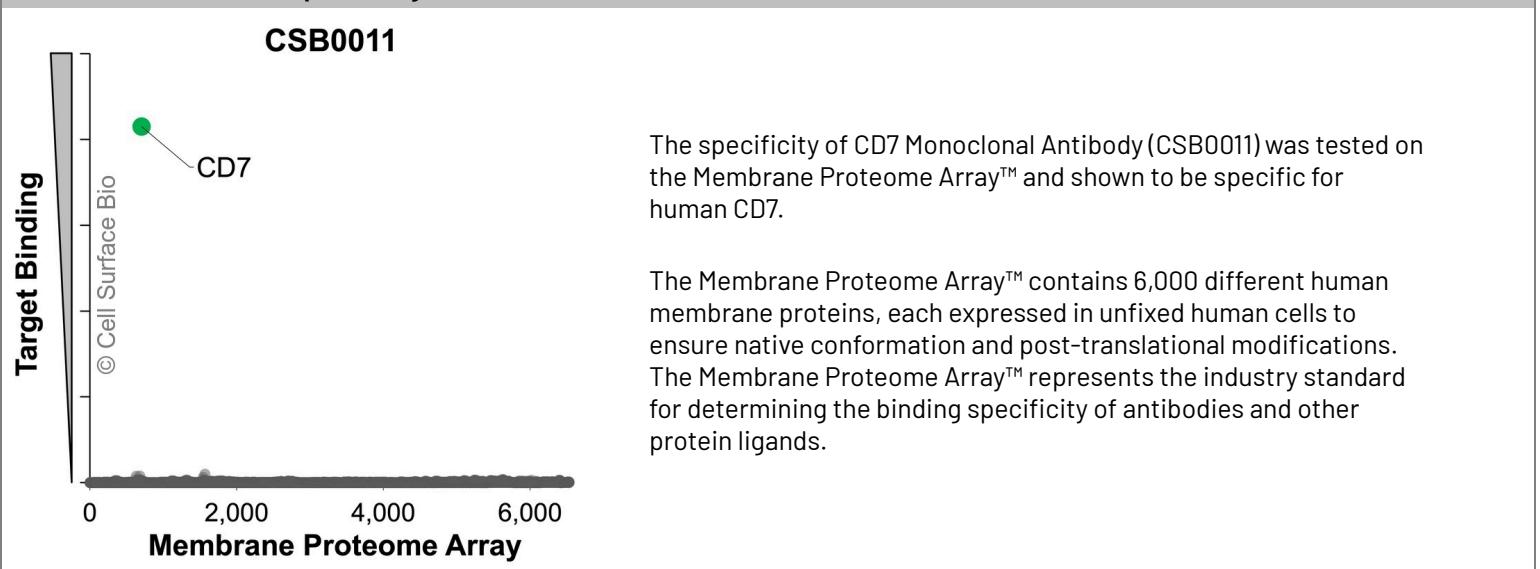 CSB0011
CD7
Target Binding
© Cell Surface Bio
0 2,000 4,000 6,000
Membrane Proteome Array
The specificity of CD7 Monoclonal Antibody (CSB0011) was tested on
the Membrane Proteome Array™ and shown to be specific for
human CD7.
The Membrane Proteome Array™ contains 6,000 different human
membrane proteins, each expressed in unfixed human cells to
ensure native conformation and post-translational modifications.
The Membrane Proteome Array™ represents the industry standard
for determining the binding specificity of antibodies and other
protein ligands.